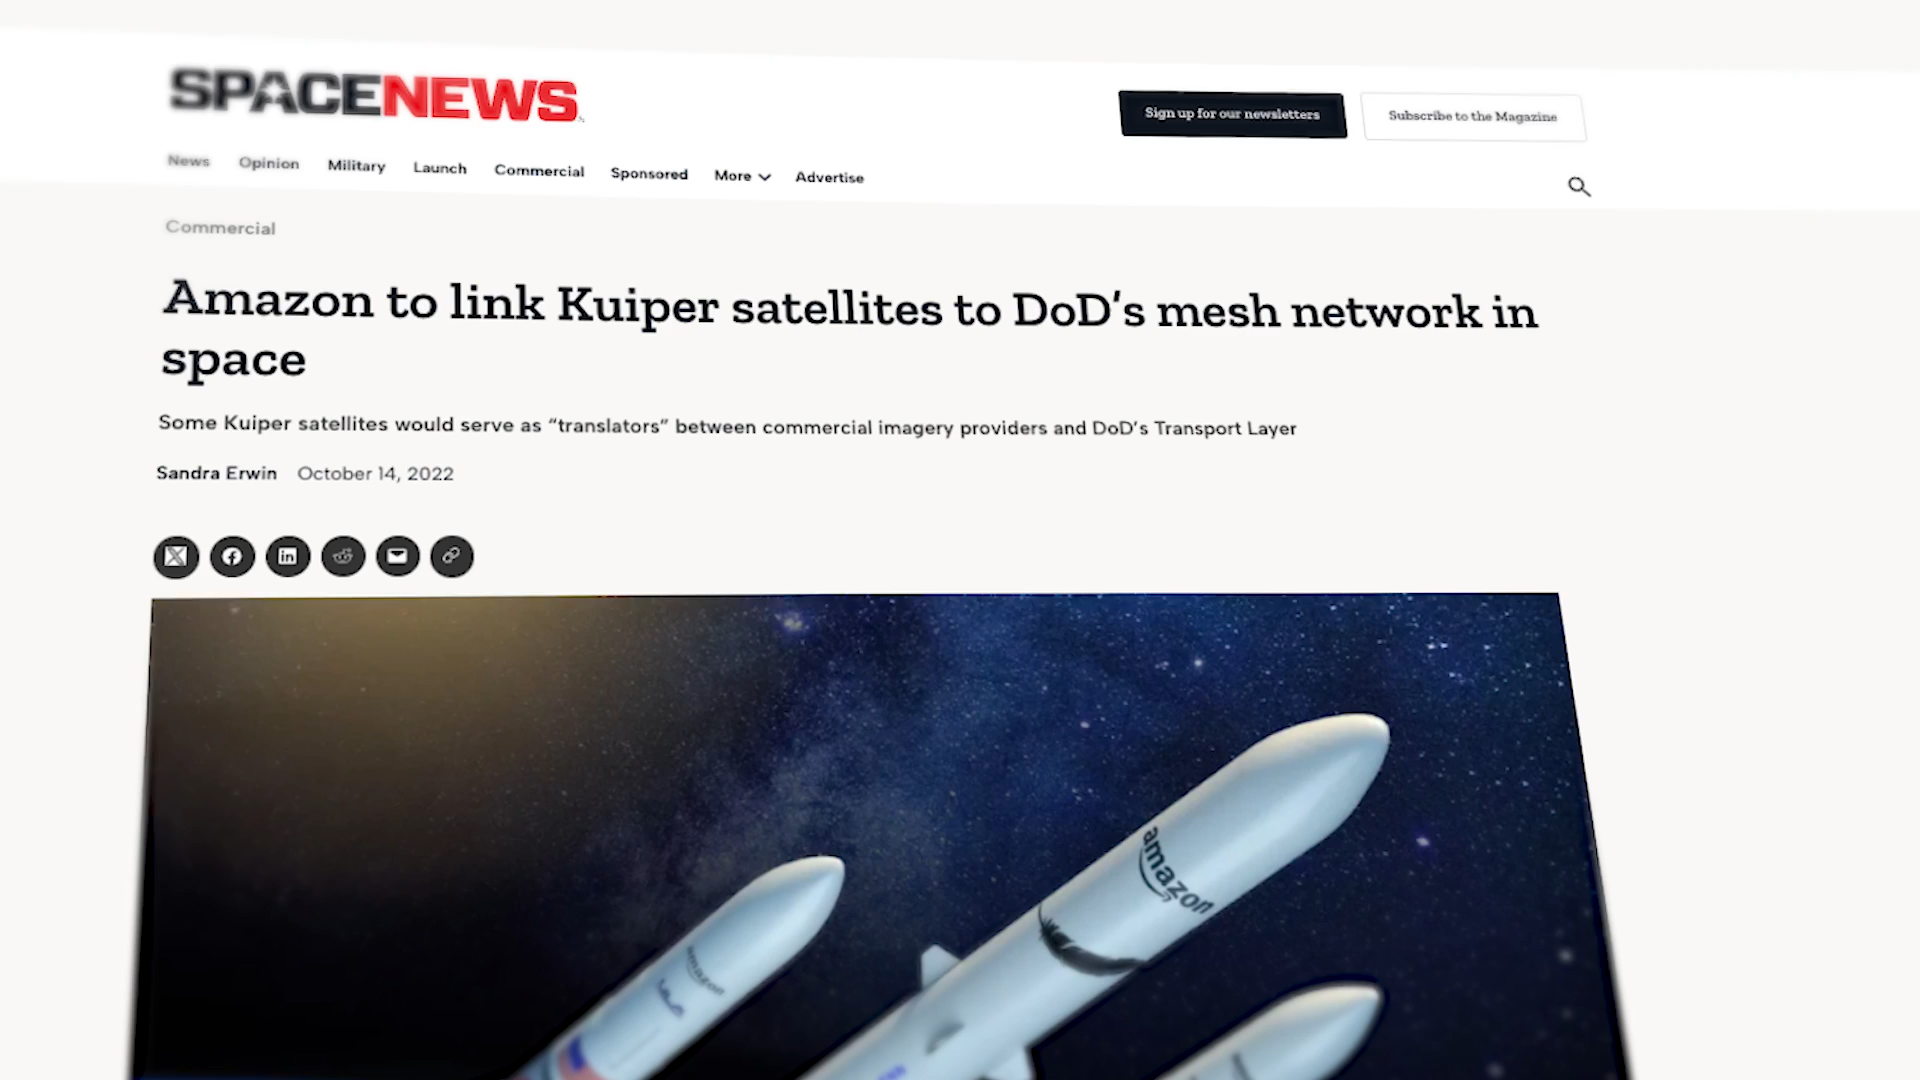 SPACENEWS
Sign up for our newsletters
Subscribe to the Magazine
News Opinion Military Launch Commercial Sponsored More Advertise
Commercial
Amazon to link Kuiper satellites to DoD’s mesh network in
space
Some Kuiper satellites would serve as “translators” between commercial imagery providers and DoD’s Transport Layer
Sandra Erwin October 14, 2022
amazon
amazon